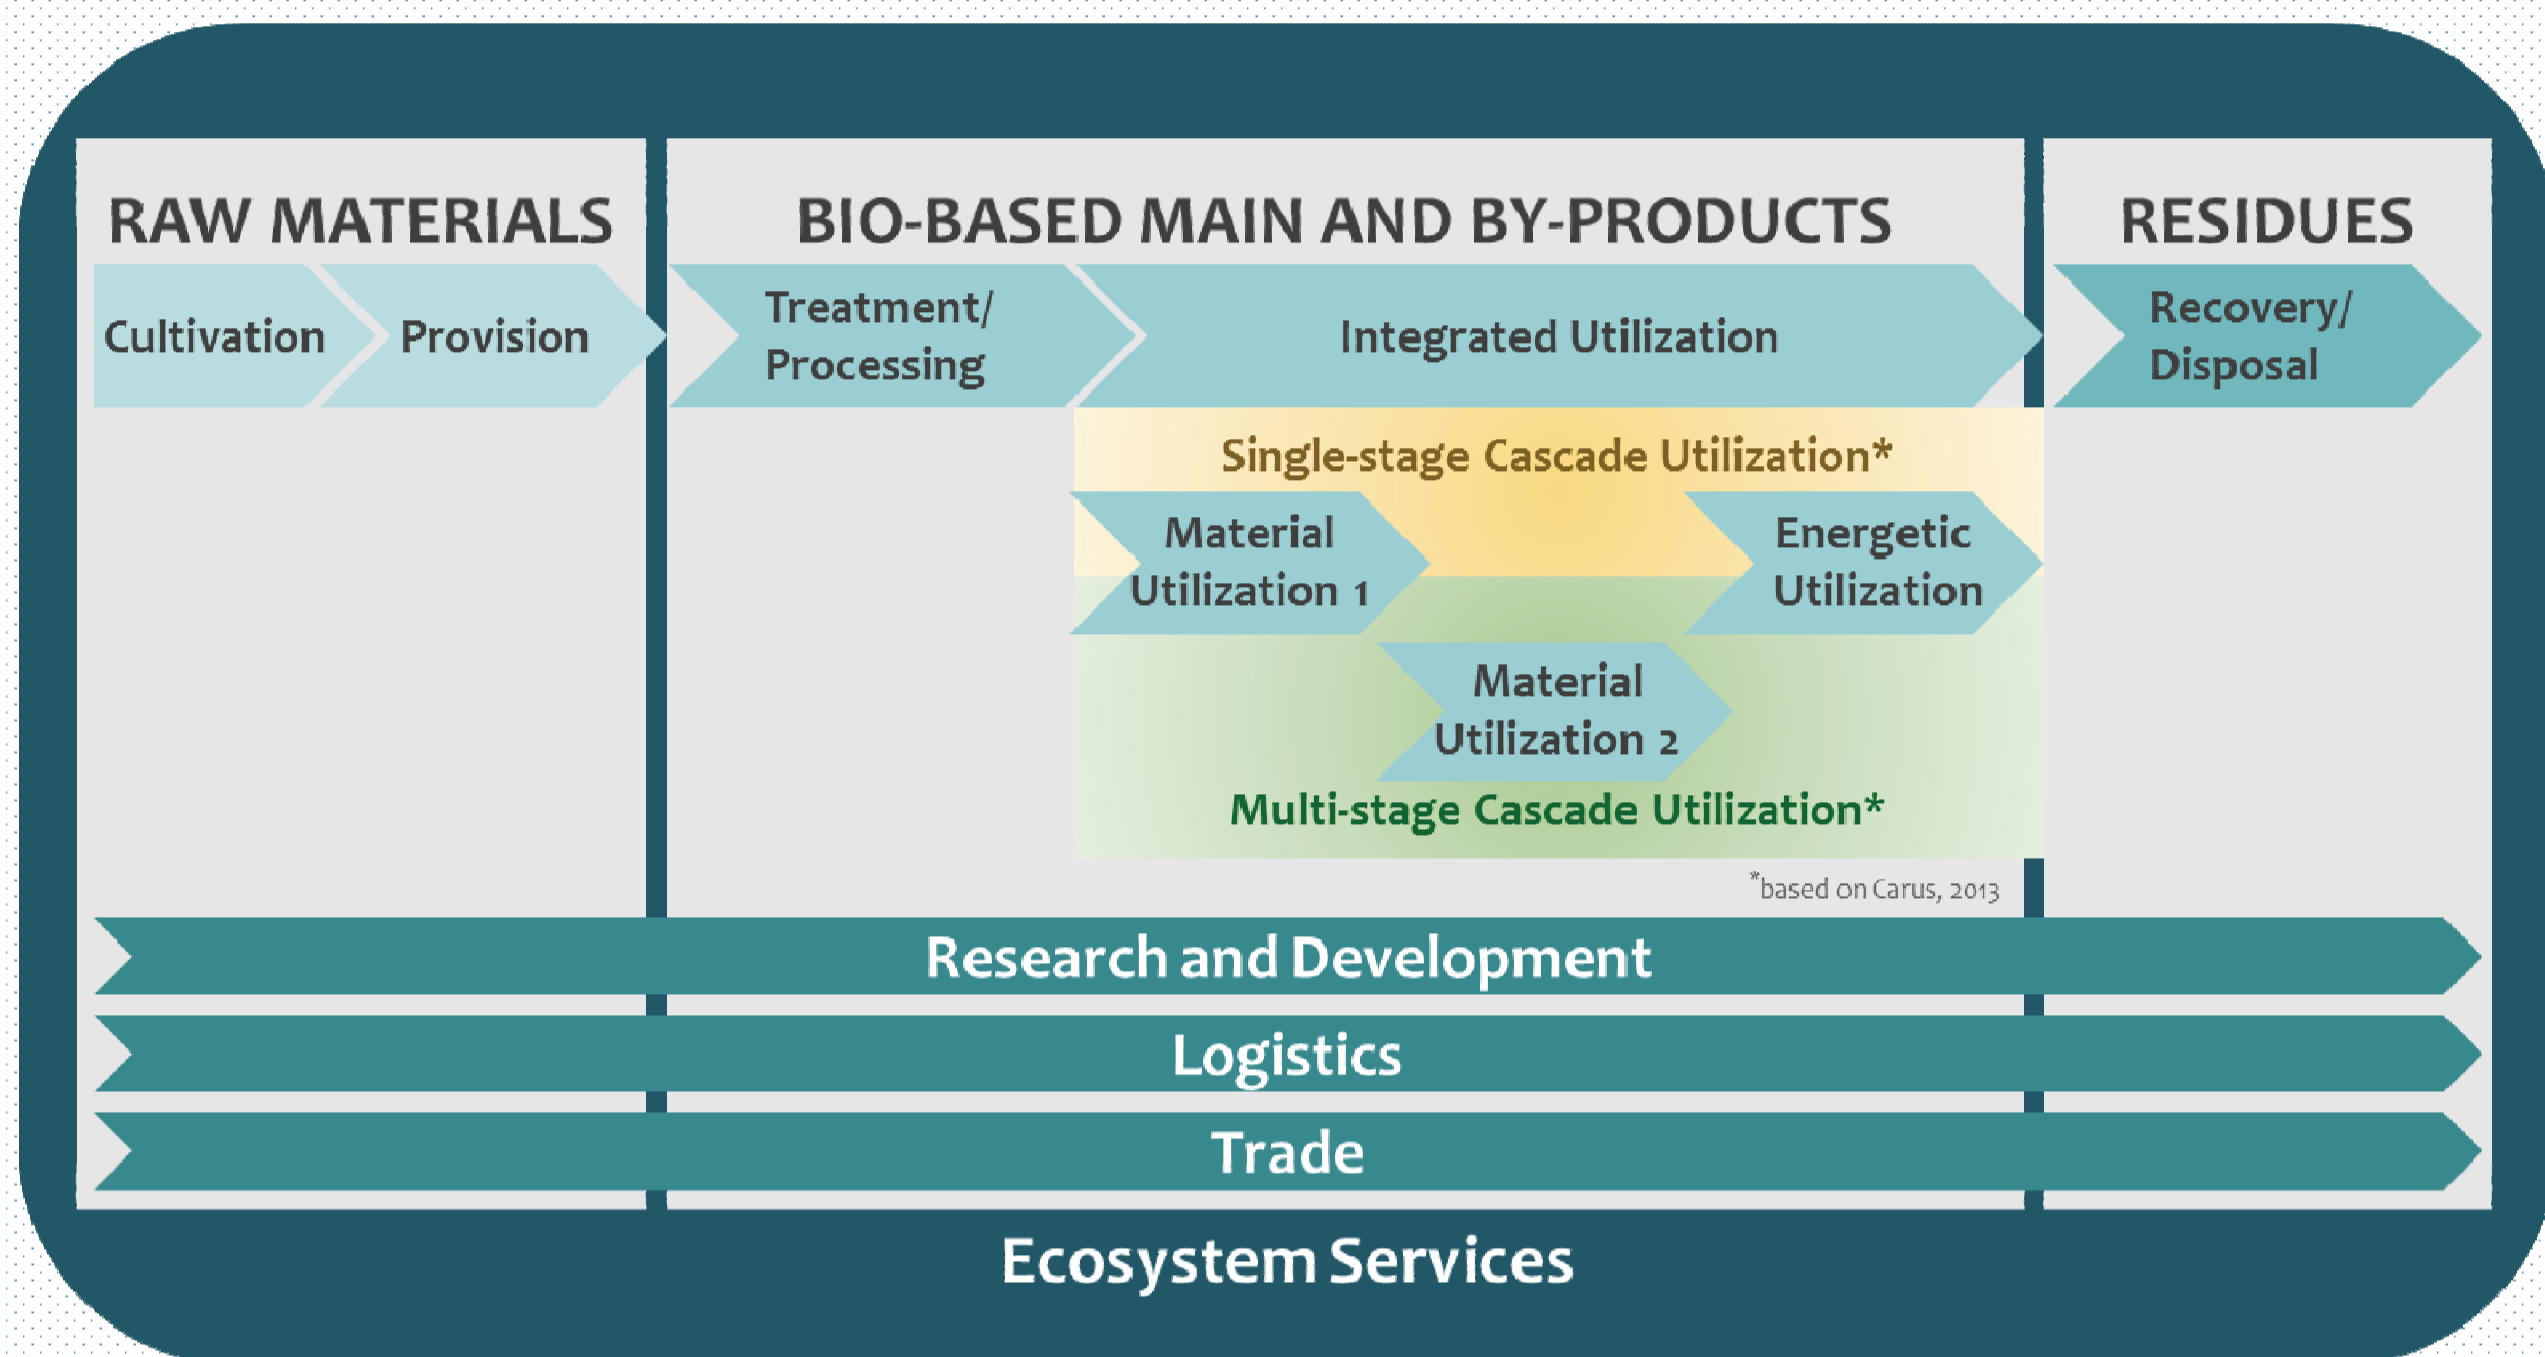 RAW MATERIALS
BIO-BASED MAIN AND BY-PRODUCTS
RESIDUES
Cultivation
Provision
Treatment/
Processing
Integrated Utilization
Recovery/
Disposal
Single-stage Cascade Utilization*
Material
Utilization 1
Energetic
Utilization
Material
Utilization 2
Multi-stage Cascade Utilization*
*based on Carus, 2013
Research and Development
Logistics
Trade
Ecosystem Services